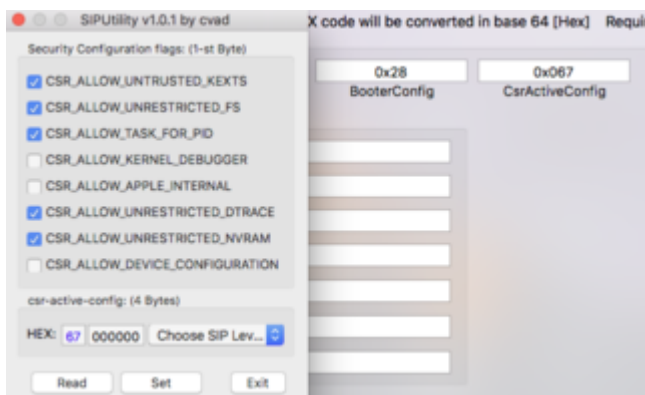 SIPUtility v1.0.1 by cvad
X code will be converted in base 64 [Hex] Requi
Security Configuration flags: (1-st Byte)
CSR_ALLOW_UNTRUSTED_KEXTS
CSR_ALLOW_UNRESTRICTED_FS
CSR_ALLOW_TASK_FOR_PID
CSR_ALLOW_KERNEL_DEBUGGER
CSR_ALLOW_APPLE_INTERNAL
CSR_ALLOW_UNRESTRICTED_DTRACE
CSR_ALLOW_UNRESTRICTED_NVRAM
CSR_ALLOW_DEVICE_CONFIGURATION
csr-active-config: (4 Bytes)
HEX: 67 000000 Choose SIP Lev...
Read Set Exit
0x28 0x067
BooterConfig CsrActiveConfig